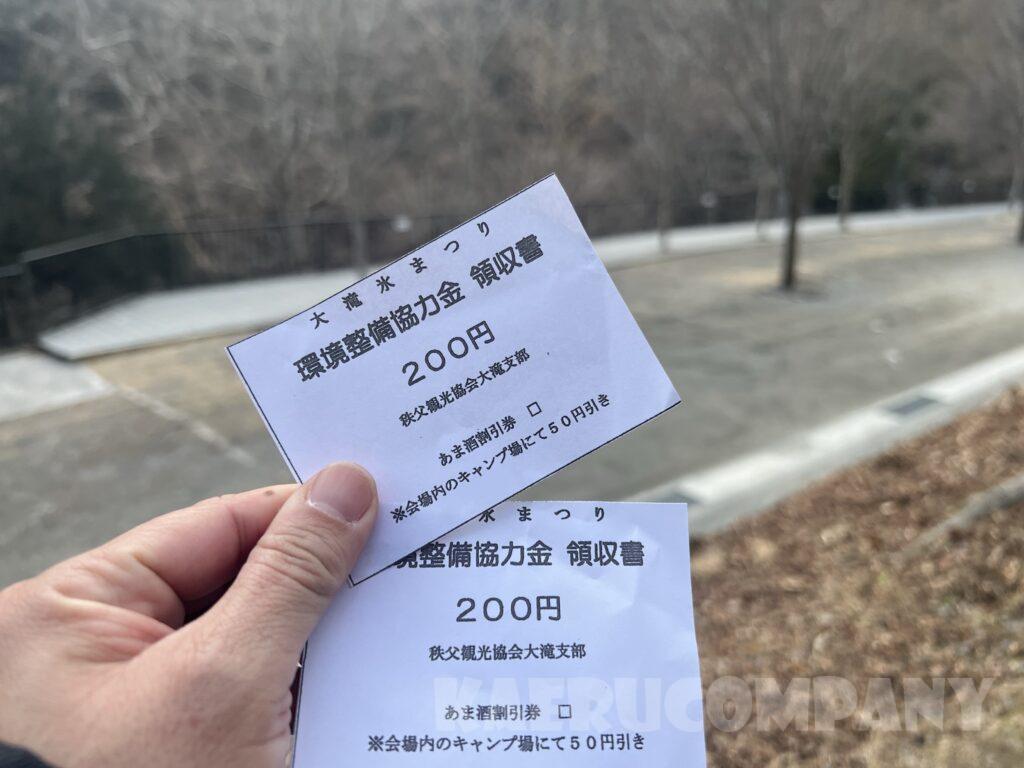 大滝氷まつり
環境整備協力金 領収書
200円
秩父観光協会大滝支部
あま酒割引券 □
※会場内のキャンプ場にて50円引き
氷まつり
境整備協力金 領収書
200円
秩父観光協会大滝支部
あま酒割引券 □
※会場内のキャンプ場にて50円引き
KAERUCOMPANY